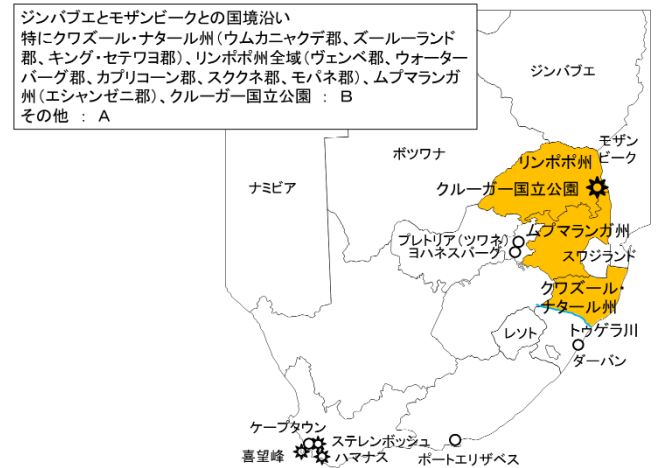 ジンバブエとモザンビークとの国境沿い
特にクワズール・ナタール州（ウムカニャクデ郡、ズールーランド
郡、キング・セテワヨ郡）、リンポポ州全域（ヴェンベ郡、ウォーター
バーグ郡、カプリコーン郡、スククネ郡、モパネ郡）、ムプマランガ
州（エシャンゼニ郡）、クルーガー国立公園 ： B
その他 ： A
ジンバブエ
モザン
ビーク
ボツワナ
リンポポ州
ナミビア
クルーガー国立公園
ムプマランガ州
プレトリア（ツワネ）
ヨハネスバーグ
スワジランド
クワズール・
ナタール州
レソト
トゥゲラ川
ダーバン
ケープタウン
ステレンボッシュ
喜望峰
ハマナス
ポートエリザベス